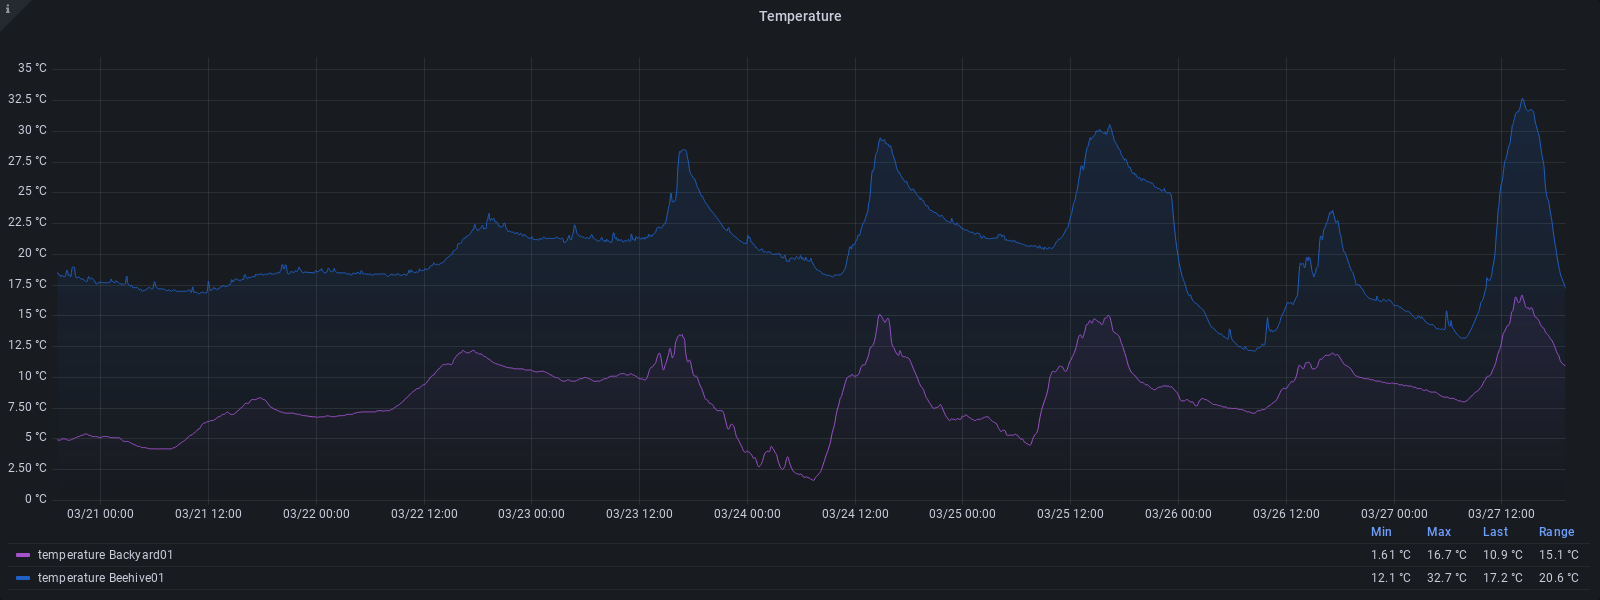 i
Temperature
35 °C
32.5 °C
30 °C
27.5 °C
25 °C
22.5 °C
20 °C
17.5 °C
15 °C
12.5 °C
10 °C
7.50 °C
5 °C
2.50 °C
0 °C
03/21 00:00 03/21 12:00 03/22 00:00 03/22 12:00 03/23 00:00 03/23 12:00 03/24 00:00 03/24 12:00 03/25 00:00 03/25 12:00 03/26 00:00 03/26 12:00 03/27 00:00 03/27 12:00
Min Max Last Range
temperature Backyard01 1.61 °C 16.7 °C 10.9 °C 15.1 °C
temperature Beehive01 12.1 °C 32.7 °C 17.2 °C 20.6 °C